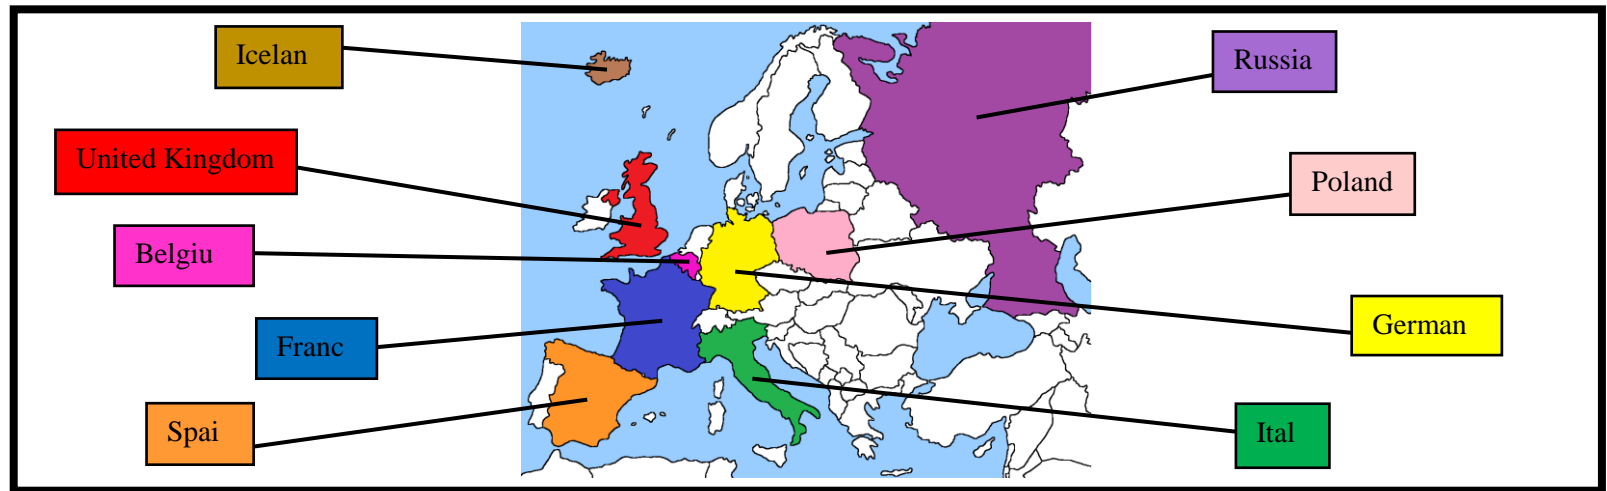 Icelan
Russia
United Kingdom
Poland
Belgiu
German
Franc
Spai
Ital